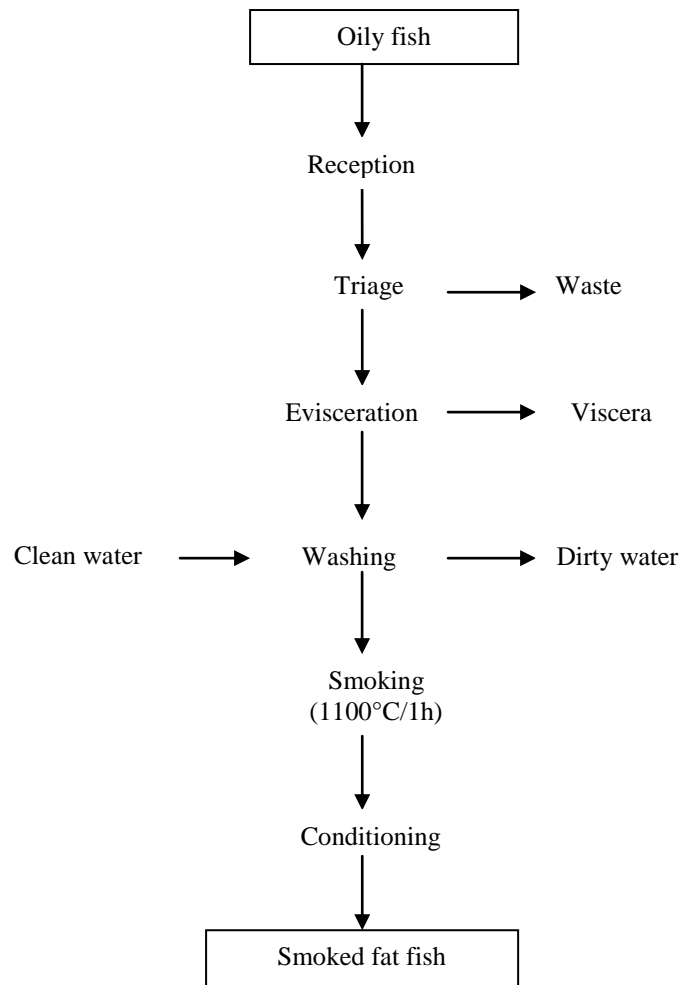 Oily fish
Reception
Triage
Waste
Evisceration
Viscera
Clean water
Washing
Dirty water
Smoking
(1100°C/1h)
Conditioning
Smoked fat fish